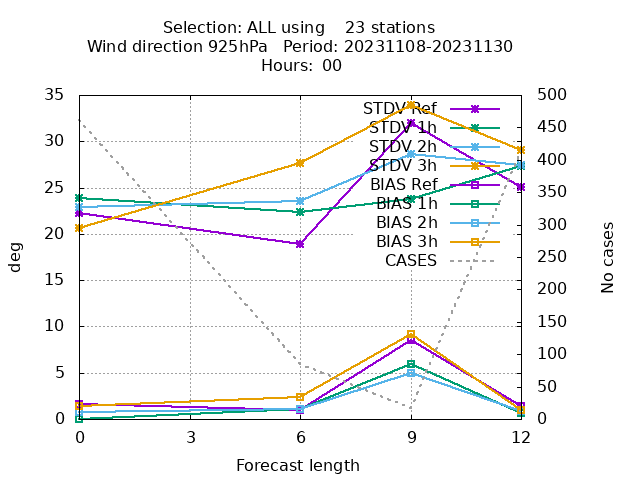 Selection: ALL using    23 stations
Wind direction 925hPa   Period: 20231108-20231130
Hours: 00
35
30
25
20
15
10
5
0
500
450
400
350
300
250
200
150
100
50
0
deg
No cases
STDV Ref
STDV 1h
STDV 2h
STDV 3h
BIAS Ref
BIAS 1h
BIAS 2h
BIAS 3h
CASES
0 3 6 9 12
Forecast length